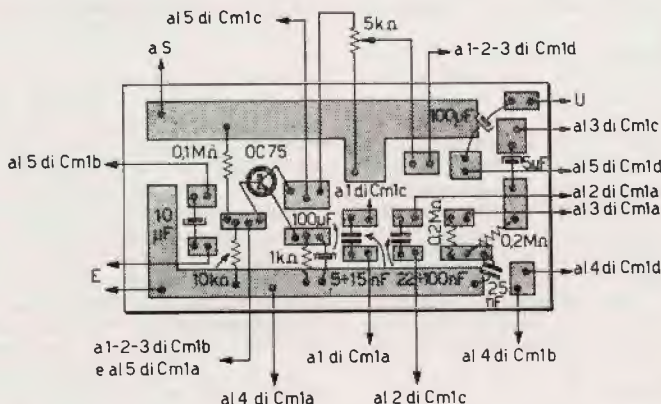 al 5 di Cm1c
5kΩ
a S
a 1-2-3 di Cm1d
100µF
U
al 3 di Cm1c
0,1MΩ
OC75
al 5 di Cm1b
5µF
al 5 di Cm1d
a 1 di Cm1c
al 2 di Cm1a
al 3 di Cm1a
10
µF
100µF
0,2MΩ
0,2MΩ
E
10kΩ
1kΩ
5÷15nF
22÷100nF
25
nF
al 4 di Cm1d
a 1-2-3 di Cm1b
e al 5 di Cm1a
al 4 di Cm1a
a 1 di Cm1a
al 2 di Cm1c
al 4 di Cm1b